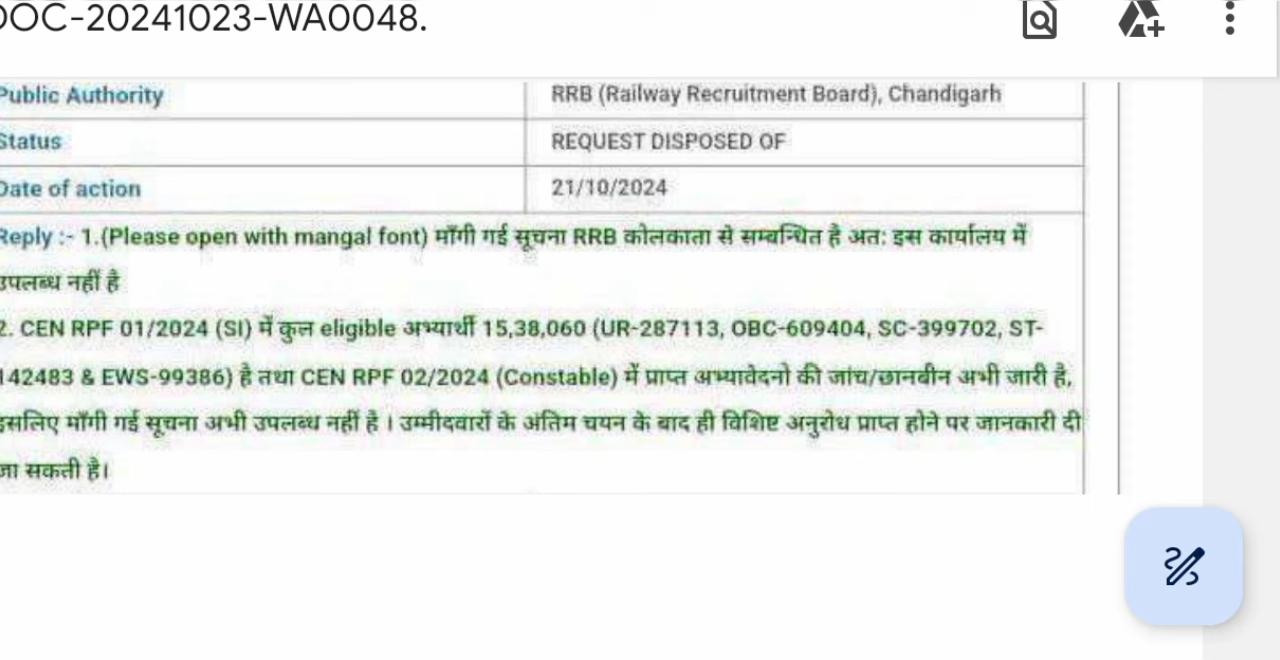 DOC-20241023-WA0048.
Public Authority RRB (Railway Recruitment Board), Chandigarh
Status REQUEST DISPOSED OF
Date of action 21/10/2024
Reply :- 1.(Please open with mangal font) माँगी गई सूचना RRB कोलकाता से सम्बन्धित है अत: इस कार्यालय में
उपलब्ध नहीं है
2. CEN RPF 01/2024 (SI) में कुल eligible अभ्यार्थी 15,38,060 (UR-287113, OBC-609404, SC-399702, ST-
142483 & EWS-99386) है तथा CEN RPF 02/2024 (Constable) में प्राप्त अभ्यावेदनो की जांच/छानबीन अभी जारी है,
इसलिए माँगी गई सूचना अभी उपलब्ध नहीं है । उम्मीदवारों के अंतिम चयन के बाद ही विशिष्ट अनुरोध प्राप्त होने पर जानकारी दी
जा सकती है।